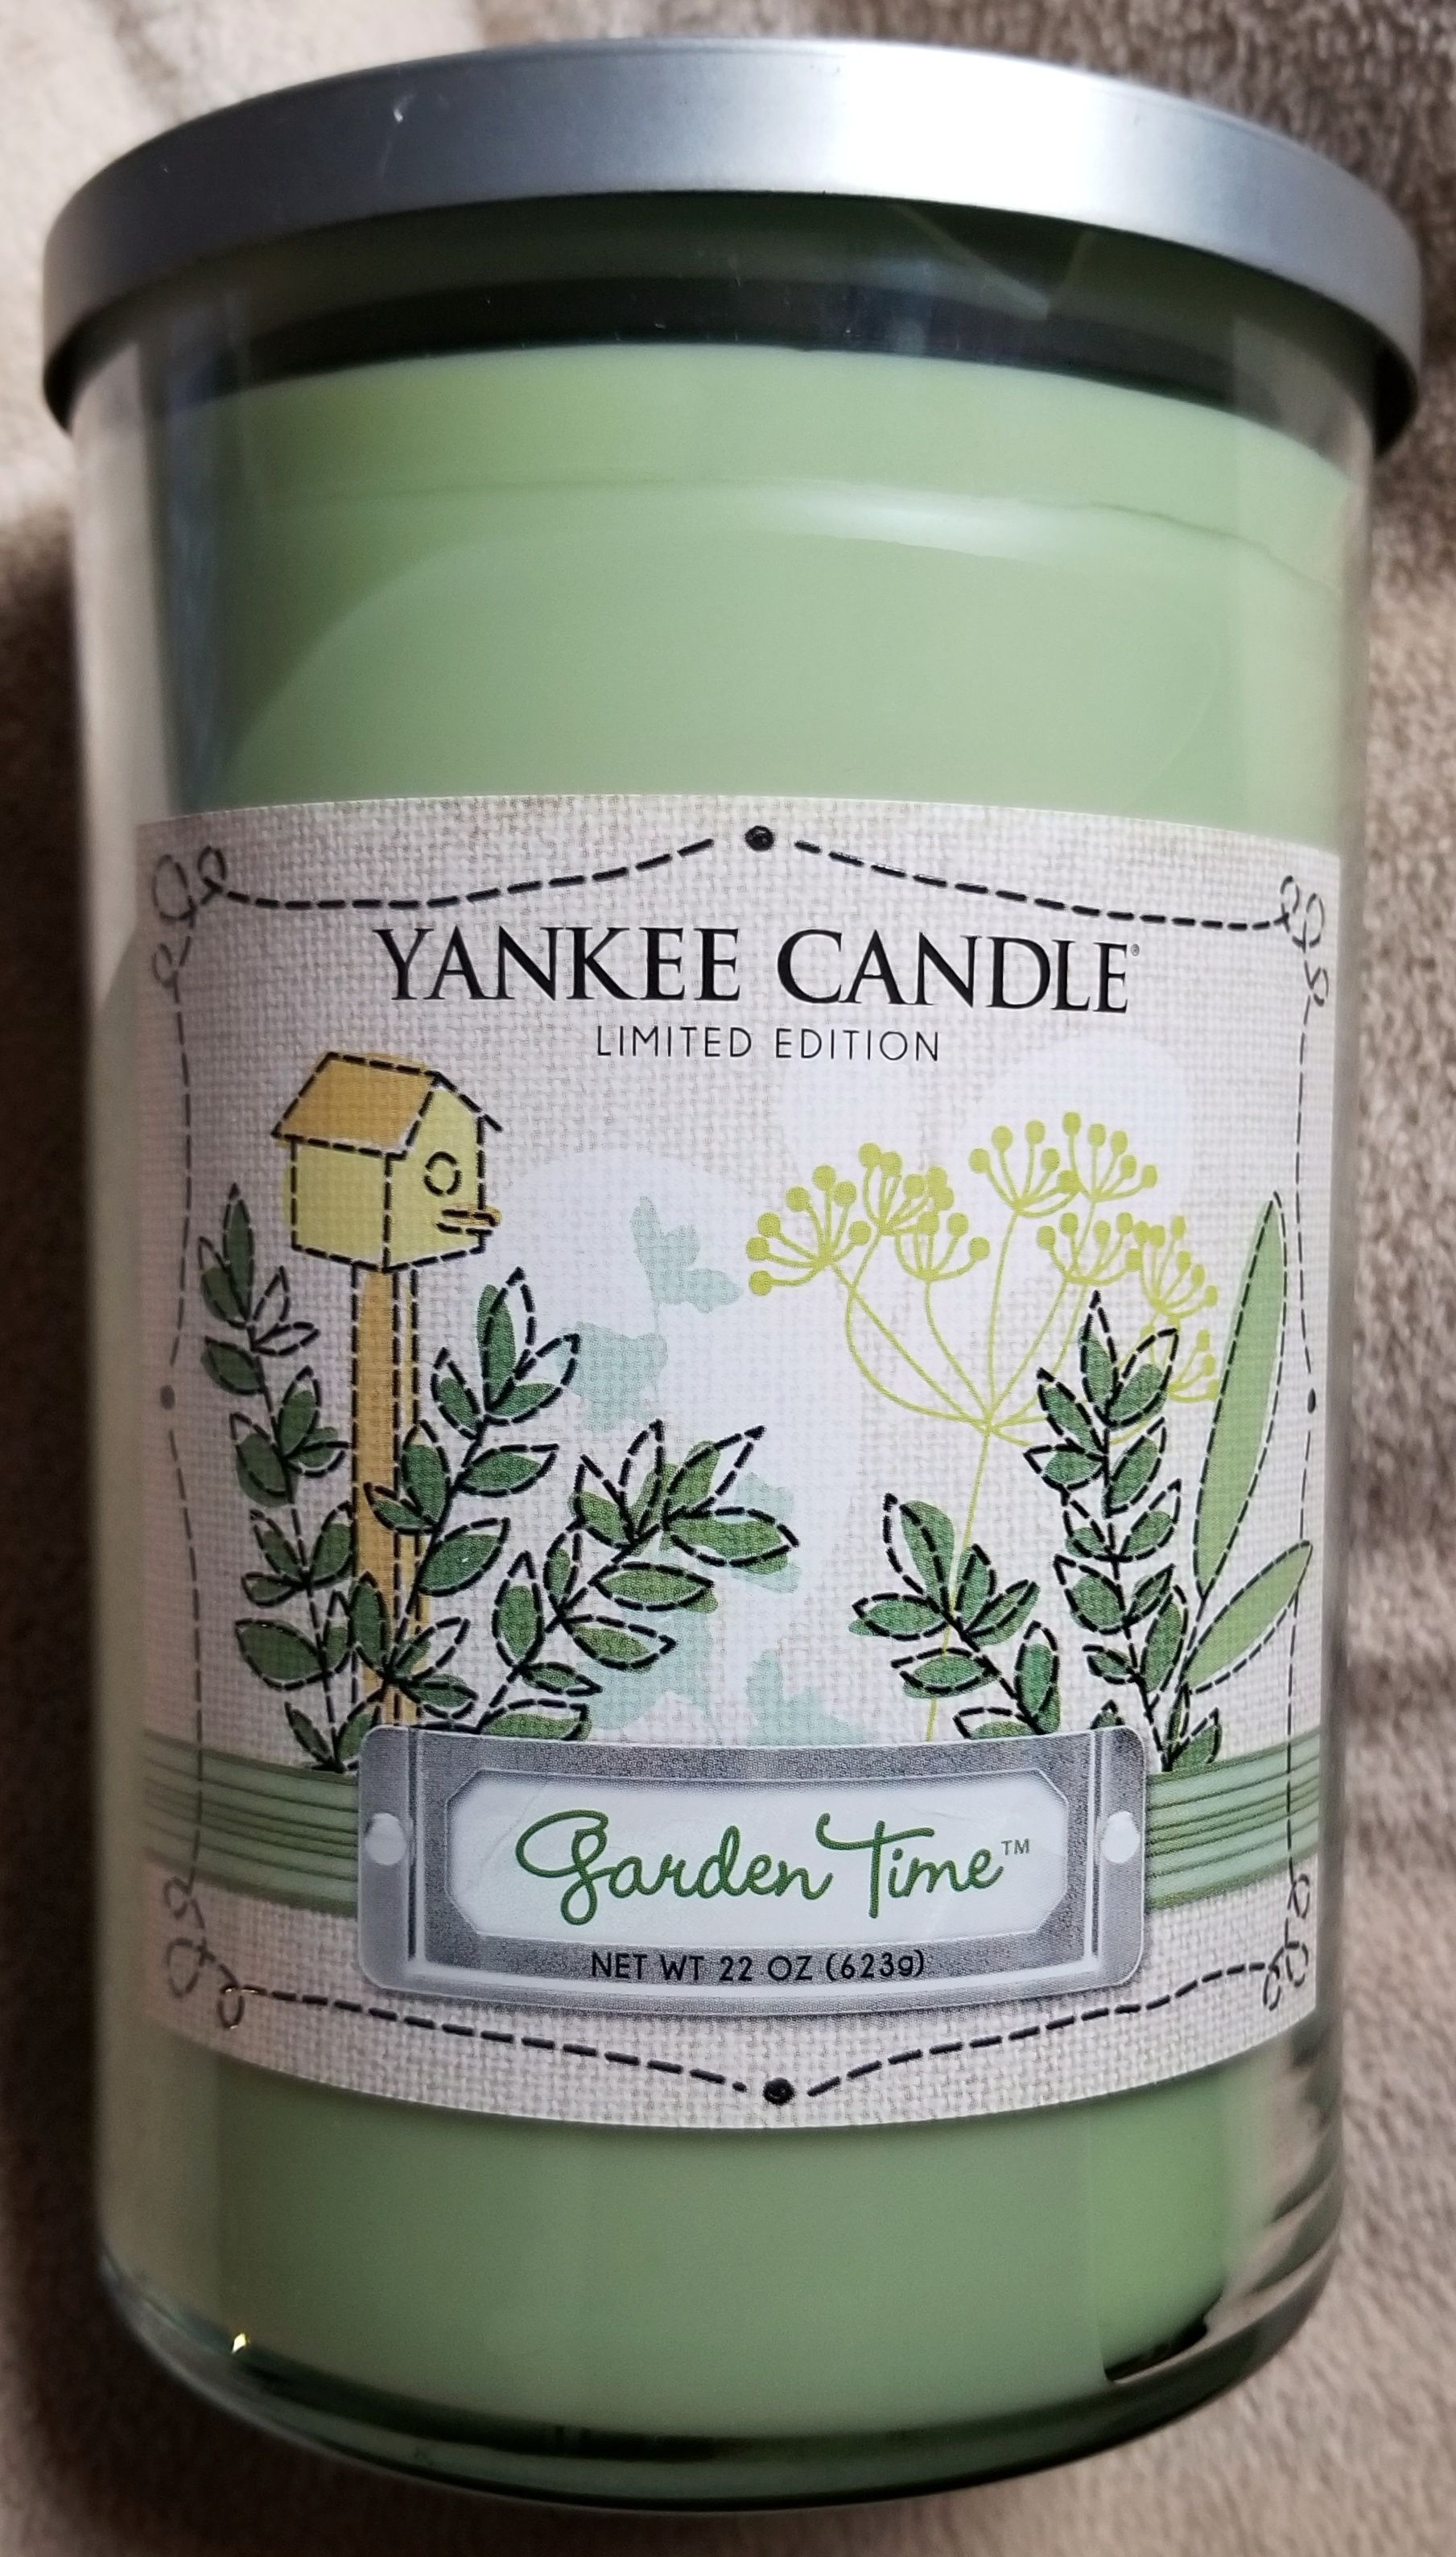 YANKEE CANDLE®
LIMITED EDITION
Garden Time™
NET WT 22 OZ (623g)